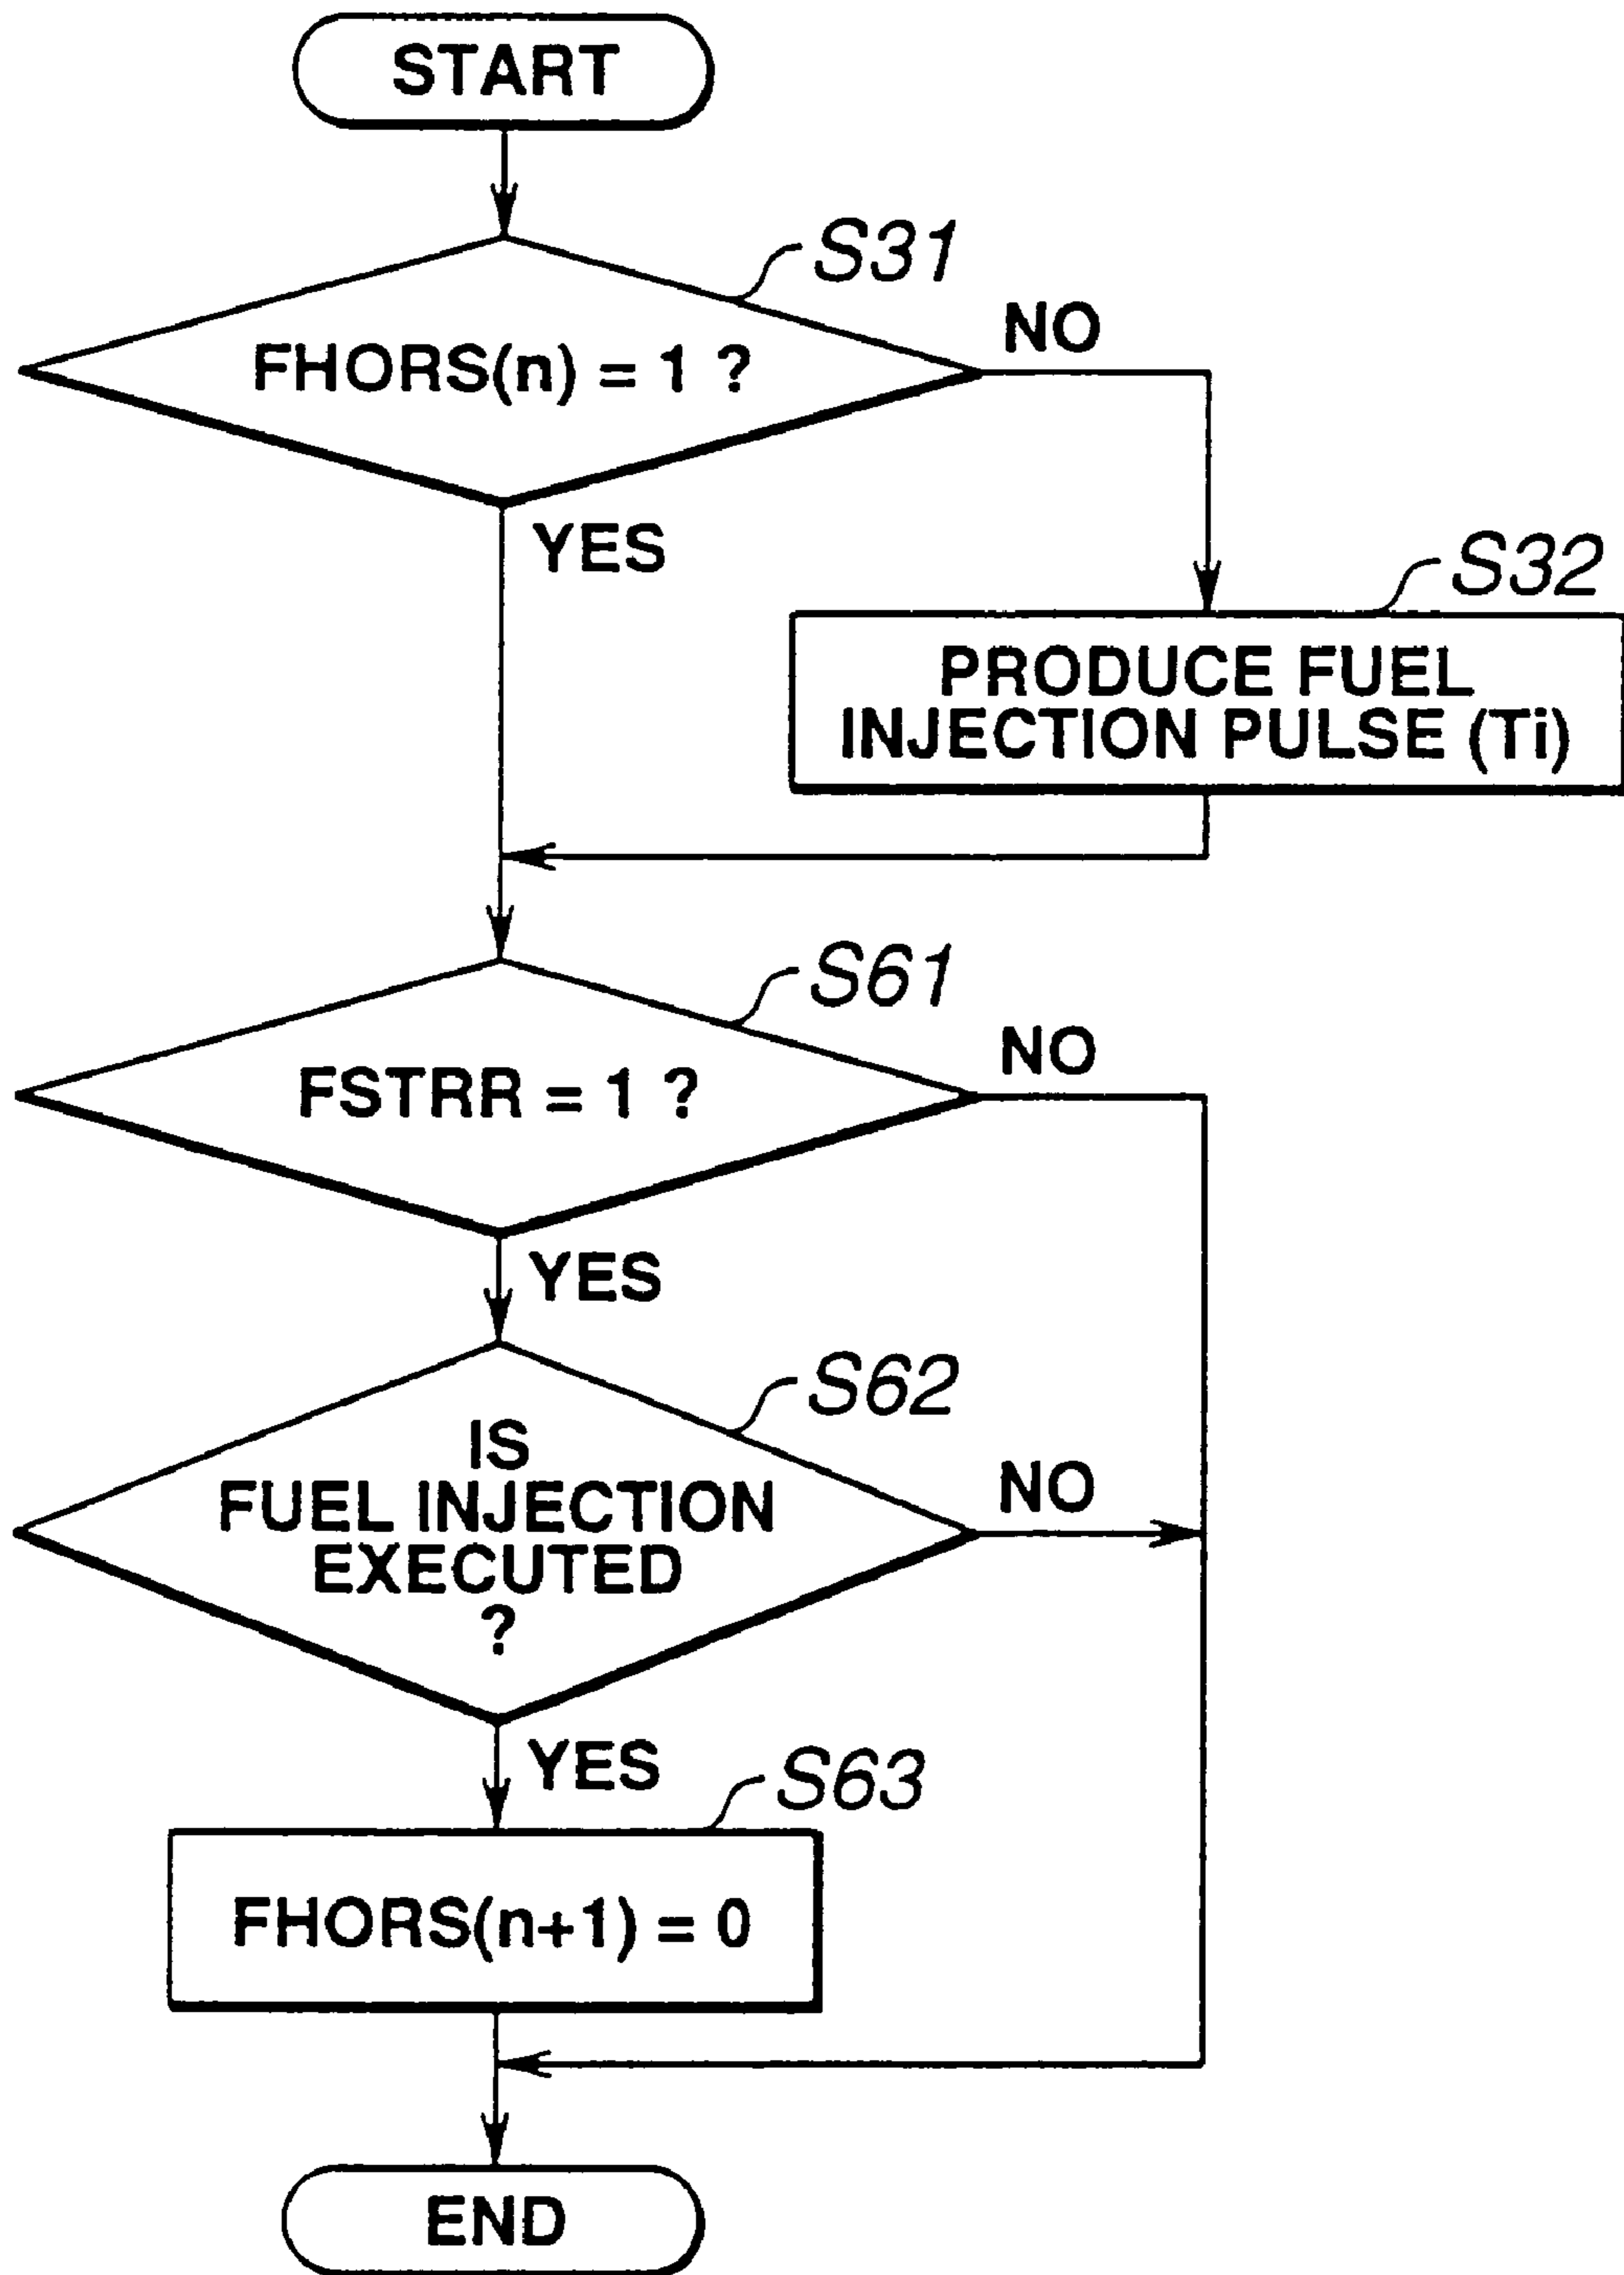 START
S31
FHORS(n) = 1 ?
NO
YES
S32
PRODUCE FUEL
INJECTION PULSE (Ti)
S61
FSTRR = 1 ?
NO
YES
S62
IS
FUEL INJECTION
EXECUTED
?
NO
YES
S63
FHORS(n+1) = 0
END